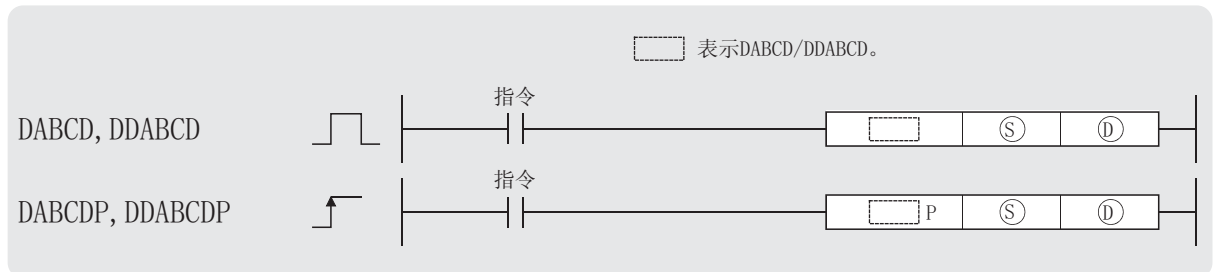 表示DABCD/DDABCD。
指令
DABCD, DDABCD
Ⓢ Ⓓ
指令
DABCDP, DDABCDP
P Ⓢ Ⓓ